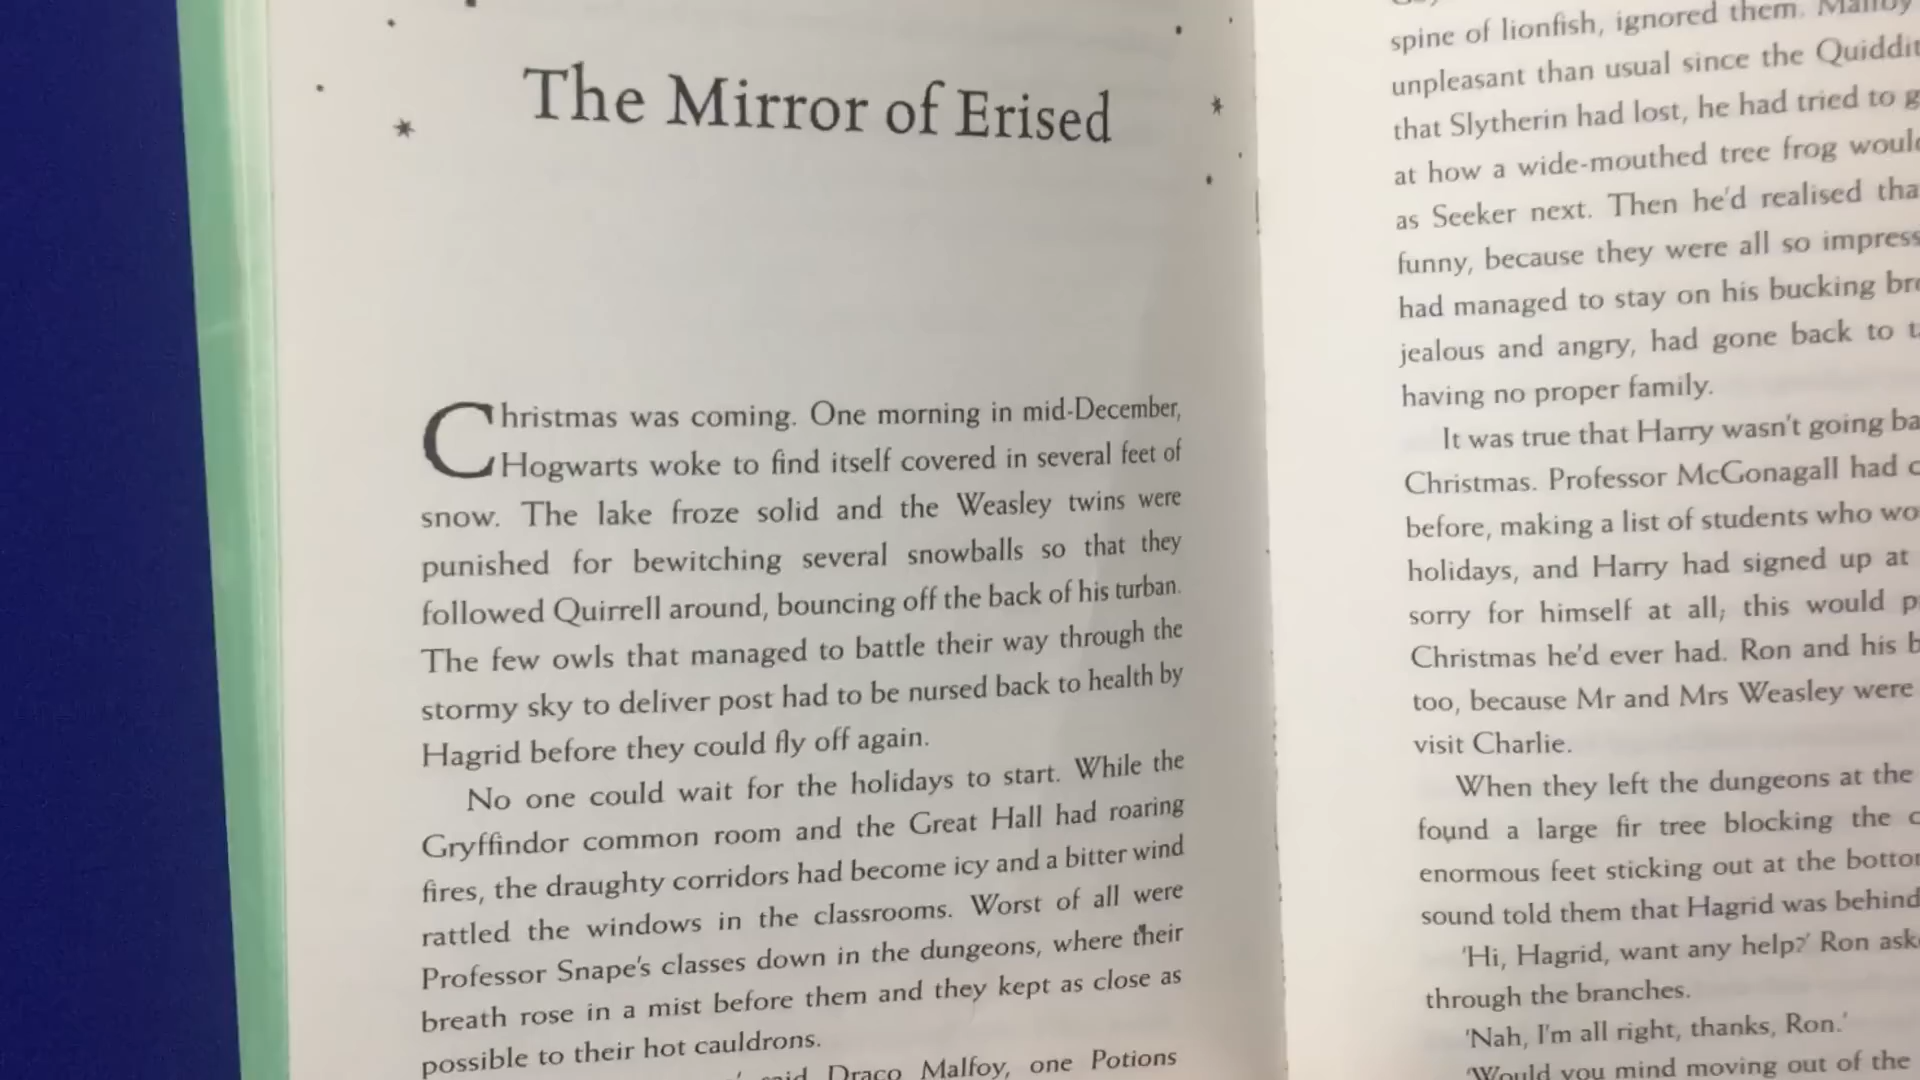 The Mirror of Erised
Christmas was coming. One morning in mid-December,
Hogwarts woke to find itself covered in several feet of
snow. The lake froze solid and the Weasley twins were
punished for bewitching several snowballs so that they
followed Quirrell around, bouncing off the back of his turban.
The few owls that managed to battle their way through the
stormy sky to deliver post had to be nursed back to health by
Hagrid before they could fly off again.
No one could wait for the holidays to start. While the
Gryffindor common room and the Great Hall had roaring
fires, the draughty corridors had become icy and a bitter wind
rattled the windows in the classrooms. Worst of all were
Professor Snape's classes down in the dungeons, where their
breath rose in a mist before them and they kept as close as
possible to their hot cauldrons.
said Draco Malfoy, one Potions
spine of lionfish, ignored them. Malfoy
unpleasant than usual since the
that Slytherin had lost, he had tried to
at how a wide-mouthed tree frog
as Seeker next. Then he'd realised
funny, because they were all so
had managed to stay on his bucking
jealous and angry, had gone back to
having no proper family.
It was true that Harry wasn't going
Christmas. Professor McGonagall had
before, making a list of students who
holidays, and Harry had signed up at
sorry for himself at all; this would
Christmas he'd ever had. Ron and his
too, because Mr and Mrs Weasley were
visit Charlie.
When they left the dungeons at the
found a large fir tree blocking the
enormous feet sticking out at the
sound told them that Hagrid was behind
'Hi, Hagrid, want any help?' Ron
through the branches.
'Nah, I'm all right, thanks, Ron.'
'Would you mind moving out of the